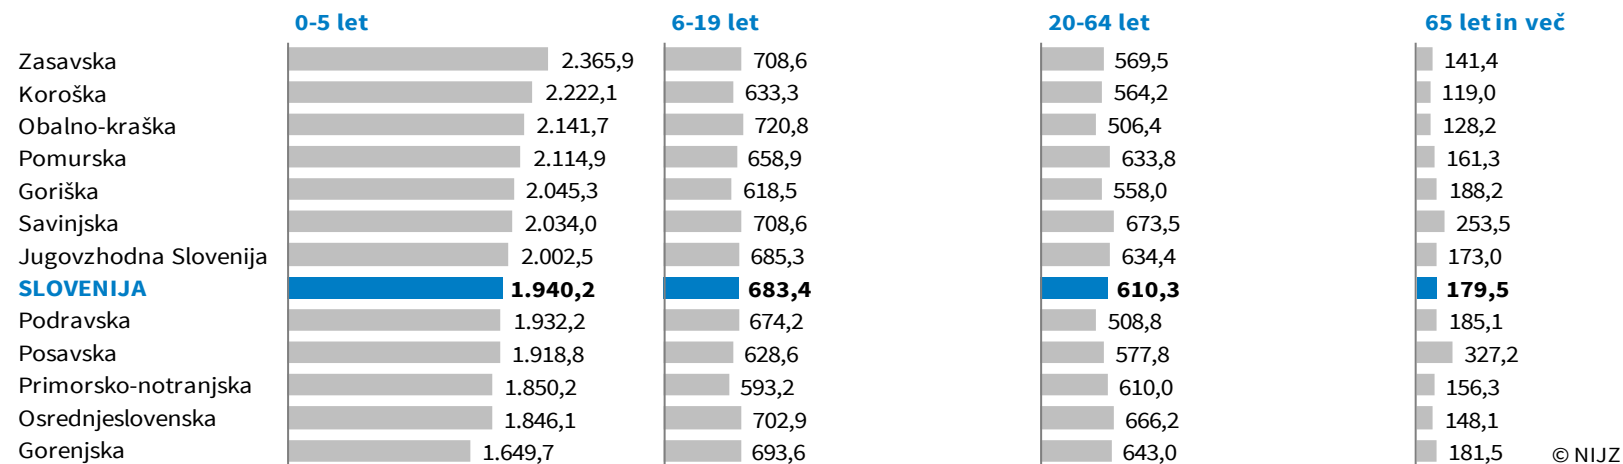 0-5 let 6-19 let 20-64 let 65 let in več
Zasavska 2.365,9 708,6 569,5 141,4
Koroška 2.222,1 633,3 564,2 119,0
Obalno-kraška 2.141,7 720,8 506,4 128,2
Pomurska 2.114,9 658,9 633,8 161,3
Goriška 2.045,3 618,5 558,0 188,2
Savinjska 2.034,0 708,6 673,5 253,5
Jugovzhodna Slovenija 2.002,5 685,3 634,4 173,0
SLOVENIJA 1.940,2 683,4 610,3 179,5
Podravska 1.932,2 674,2 508,8 185,1
Posavska 1.918,8 628,6 577,8 327,2
Primorsko-notranjska 1.850,2 593,2 610,0 156,3
Osrednjeslovenska 1.846,1 702,9 666,2 148,1
Gorenjska 1.649,7 693,6 643,0 181,5 © NIJZ